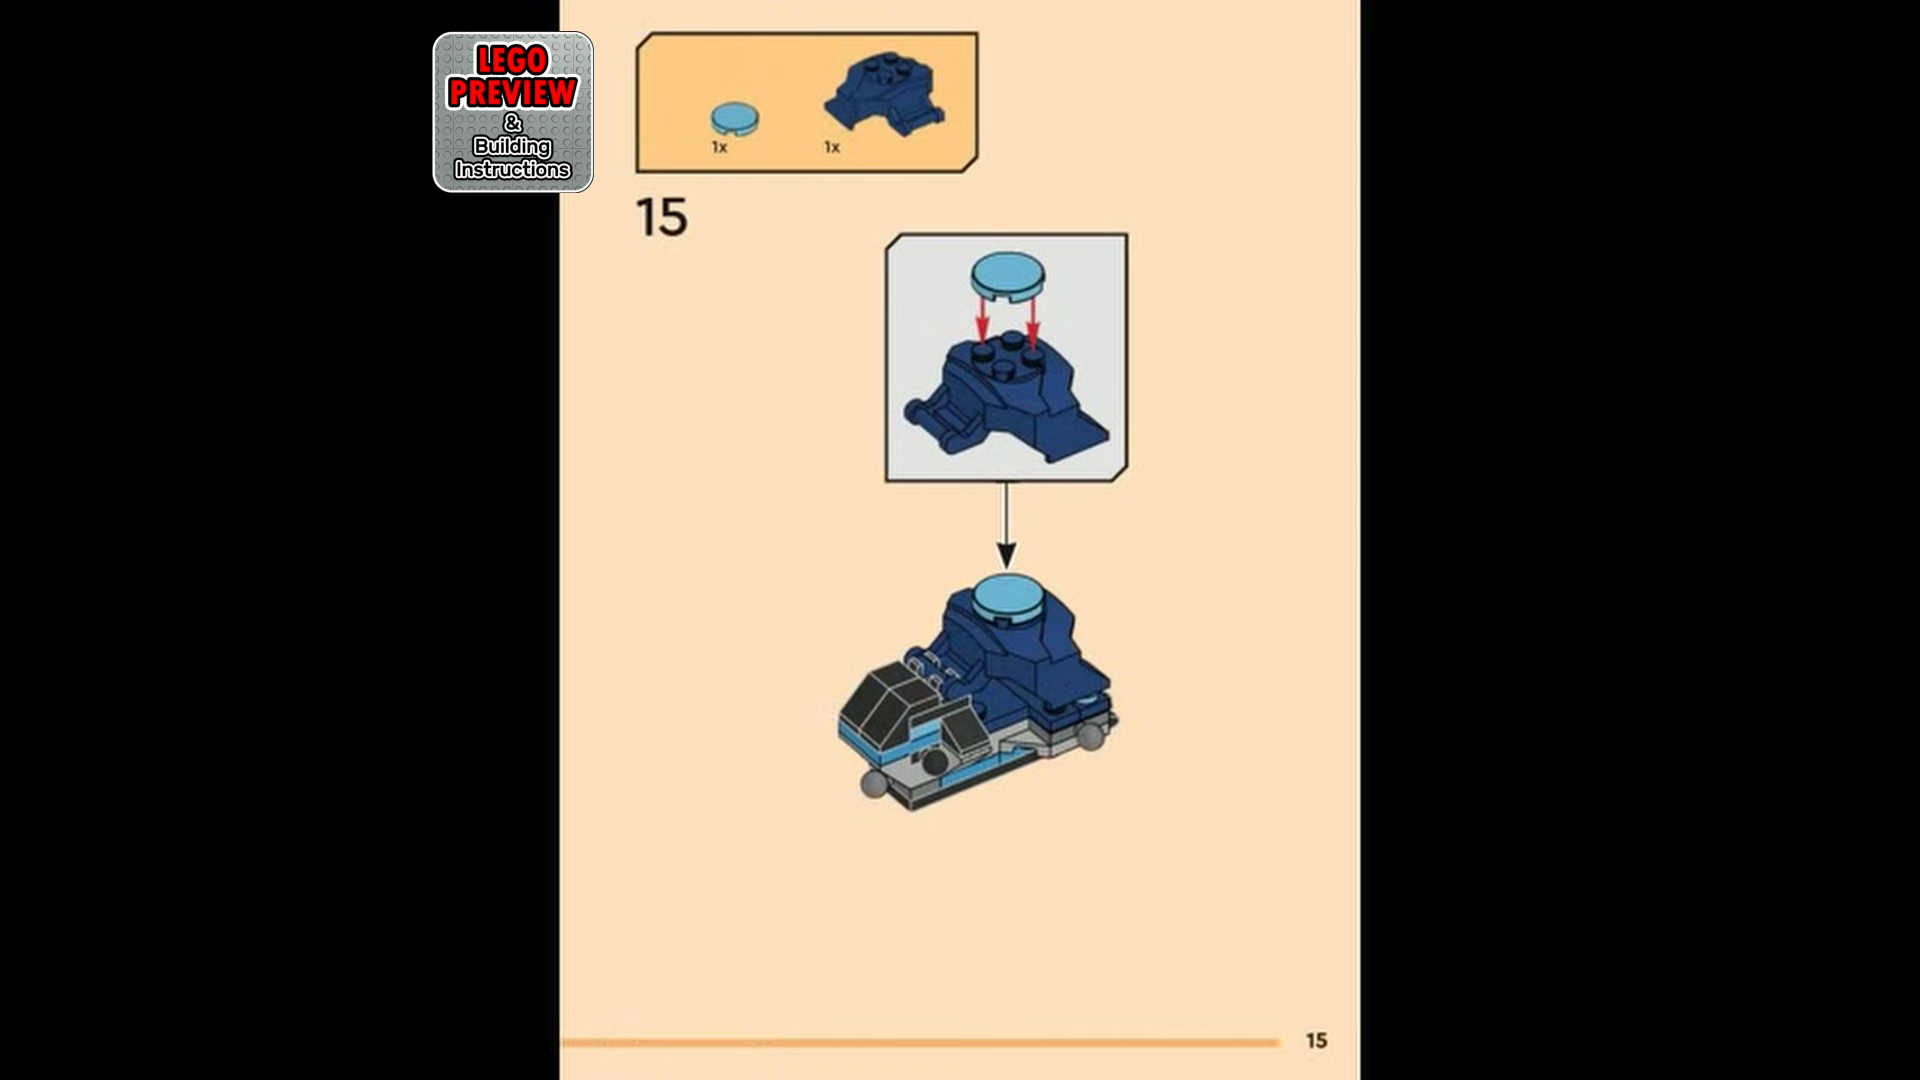 LEGO
PREVIEW
&
Building
Instructions
1x
1x
15
15